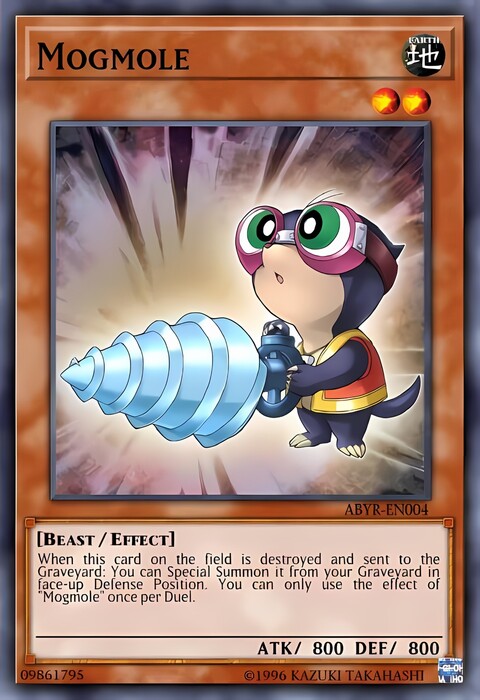 MOGMOLE
EARTH
地
ABYR-EN004
[BEAST / EFFECT]
When this card on the field is destroyed and sent to the
Graveyard: You can Special Summon it from your Graveyard in
face-up Defense Position. You can only use the effect of
"Mogmole" once per Duel.
ATK/ 800 DEF/ 800
09861795
©1996 KAZUKI TAKAHASHI